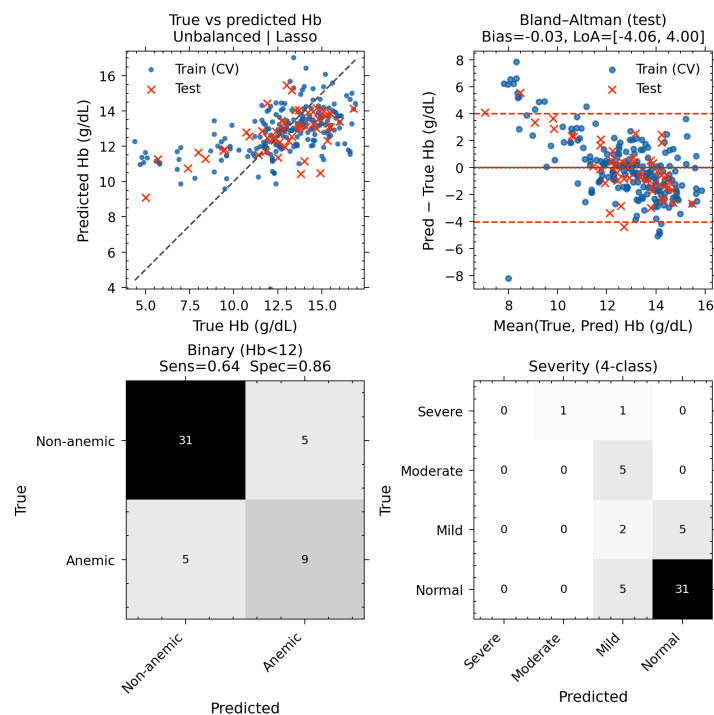 True vs predicted Hb
Unbalanced | Lasso
Train (CV)
Test
16
14
12
10
8
6
4
5.0
7.5
10.0
12.5
15.0
Predicted Hb (g/dL)
True Hb (g/dL)
Bland–Altman (test)
Bias=-0.03, LoA=[-4.06, 4.00]
Train (CV)
Test
8
6
4
2
0
−2
−4
−6
−8
8
10
12
14
16
Pred − True Hb (g/dL)
Mean(True, Pred) Hb (g/dL)
Binary (Hb<12)
Sens=0.64 Spec=0.86
Non-anemic
31
5
Anemic
5
9
True
Non-anemic
Anemic
Predicted
Severity (4-class)
Severe
0
1
1
0
Moderate
0
0
5
0
Mild
0
0
2
5
Normal
0
0
5
31
True
Severe
Moderate
Mild
Normal
Predicted